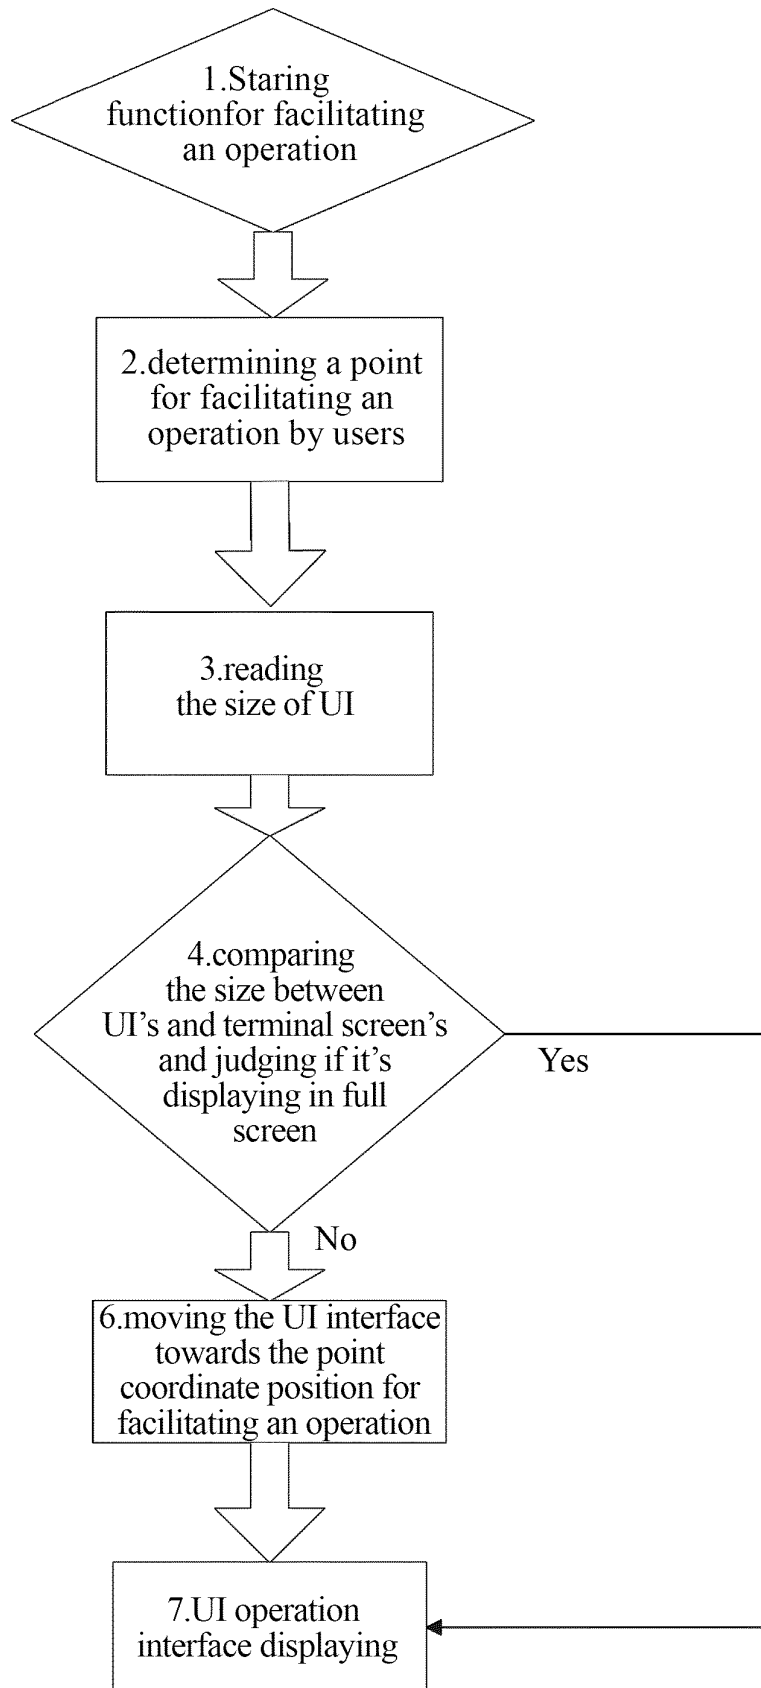 1.Staring
functionfor facilitating
an operation
2.determining a point
for facilitating an
operation by users
3.reading
the size of UI
4.comparing
the size between
UI’s and terminal screen’s
and judging if it’s
displaying in full
screen
Yes
No
6.moving the UI interface
towards the point
coordinate position for
facilitating an operation
7.UI operation
interface displaying